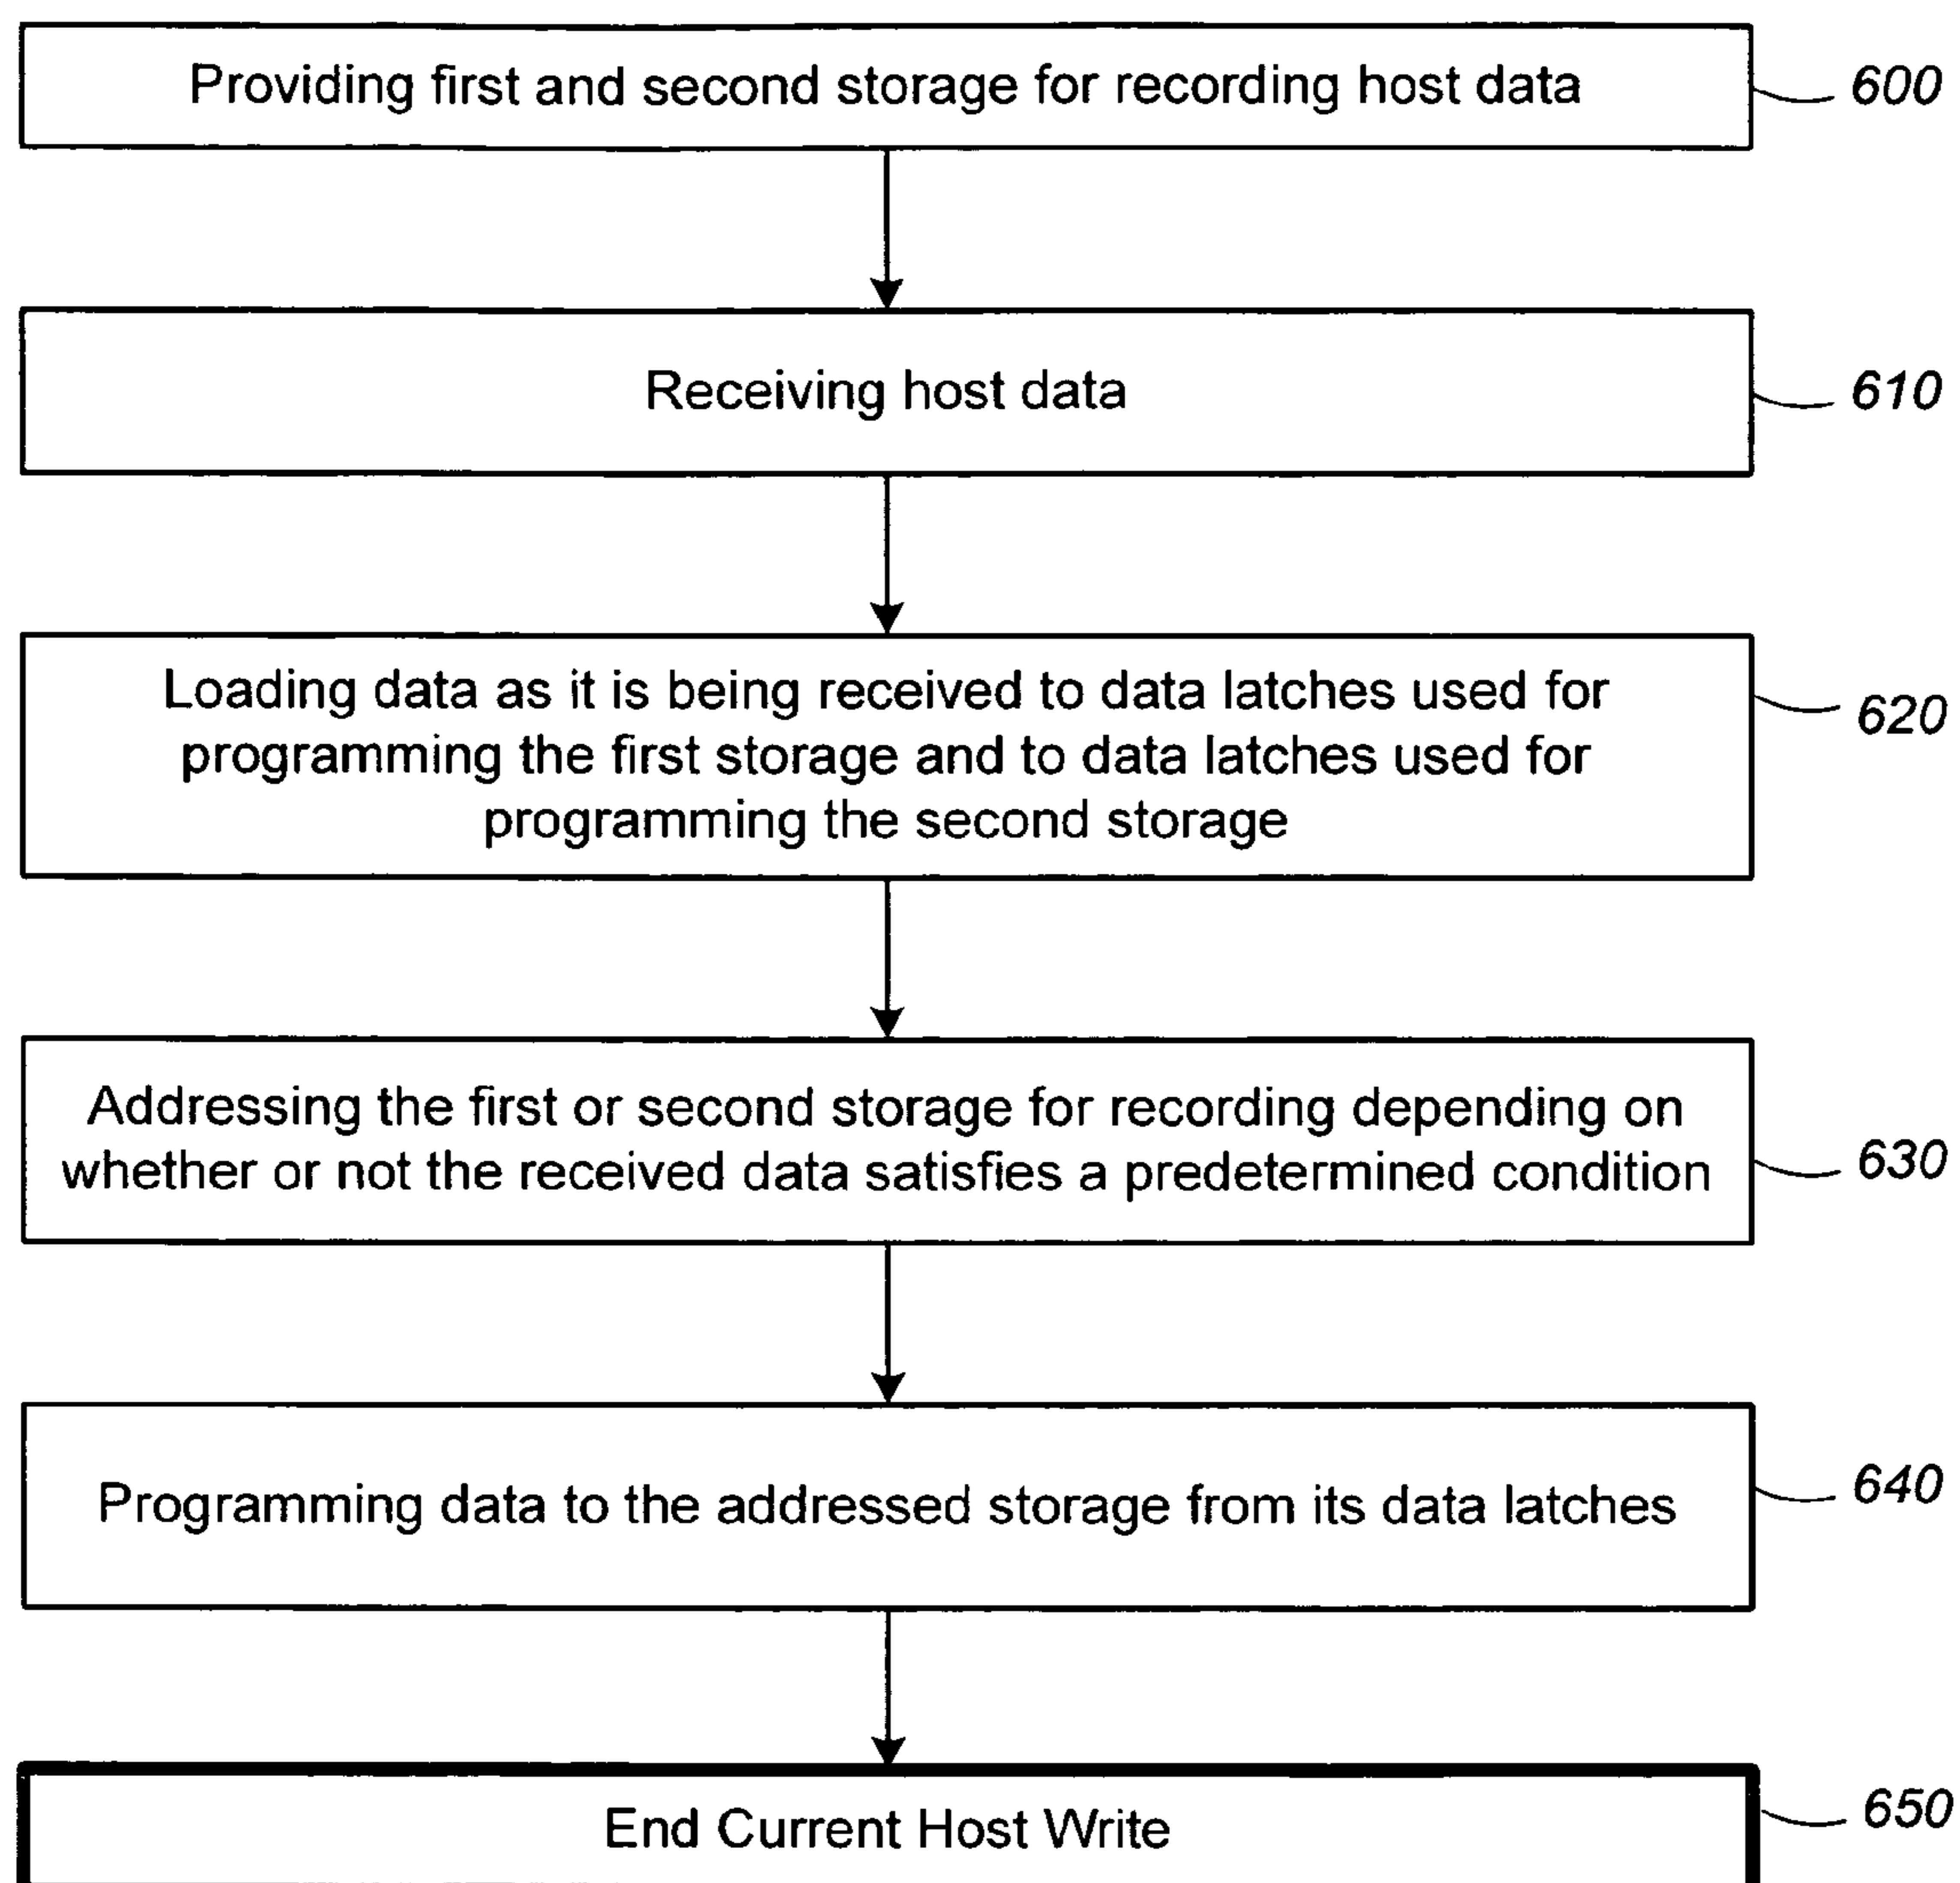 Providing first and second storage for recording host data
600
Receiving host data
610
Loading data as it is being received to data latches used for
programming the first storage and to data latches used for
programming the second storage
620
Addressing the first or second storage for recording depending on
whether or not the received data satisfies a predetermined condition
630
Programming data to the addressed storage from its data latches
640
End Current Host Write
650